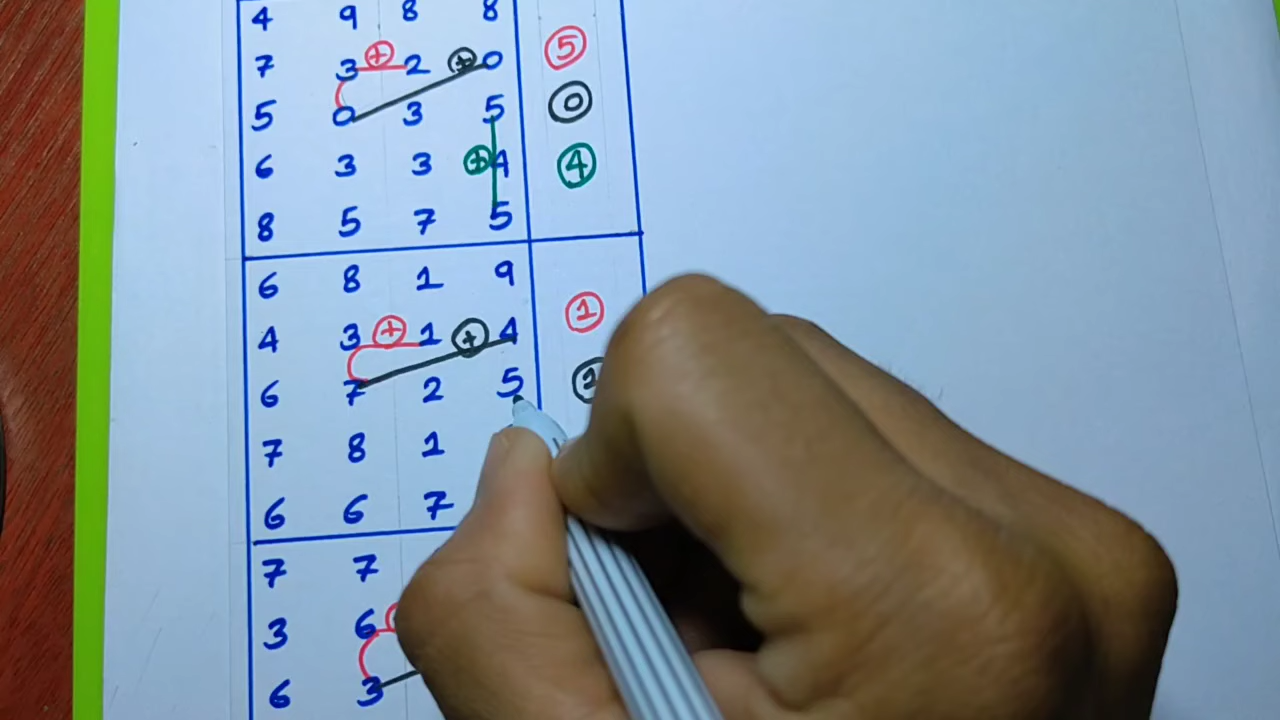 4 9 8 8
7 3 + 2 + 0 5
5 0 3 5 0
6 3 3 + 4 4
8 5 7 5
6 8 1 9 1
4 3 + 1 + 4
6 7 2 5 1
7 8 1
6 6 7
7 7
3 6
6 3